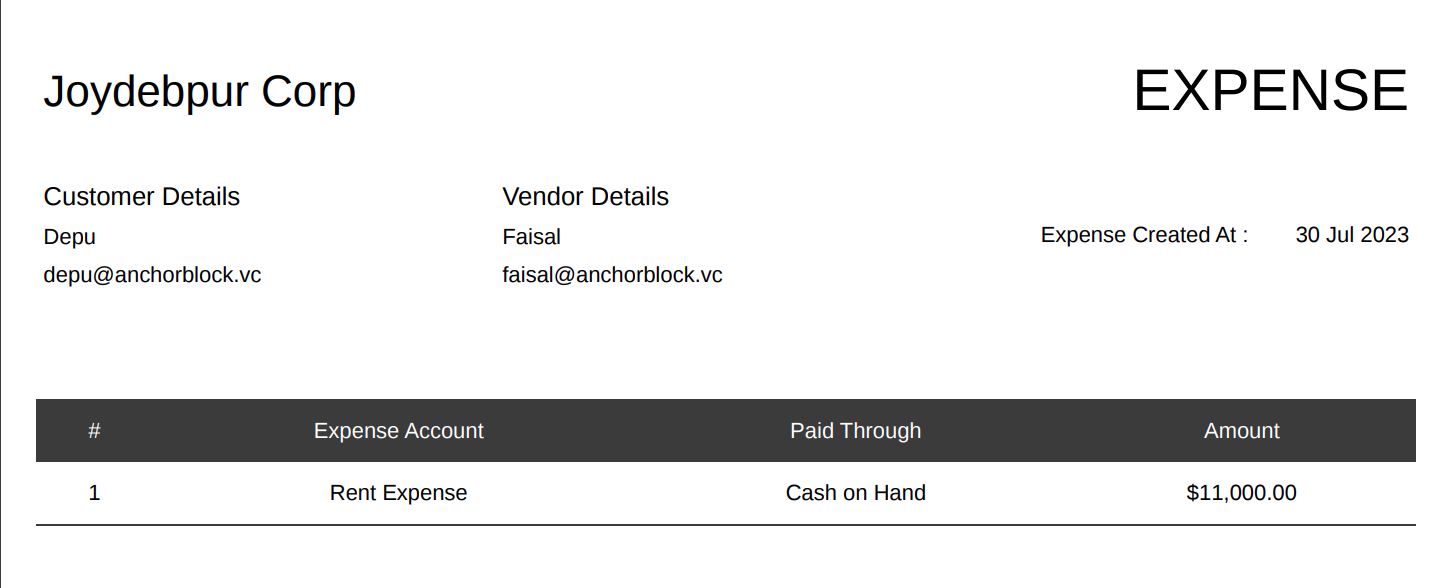 Joydebpur Corp
EXPENSE
Customer Details
Depu
depu@anchorblock.vc
Vendor Details
Faisal
faisal@anchorblock.vc
Expense Created At : 30 Jul 2023
# Expense Account Paid Through Amount
1 Rent Expense Cash on Hand $11,000.00